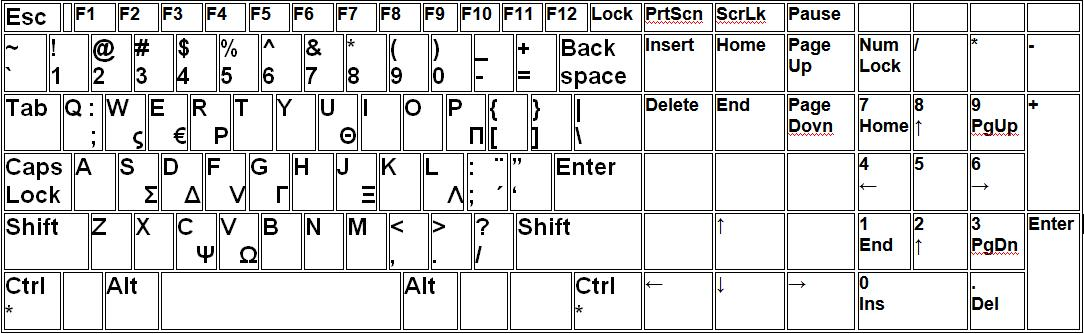 Esc F1 F2 F3 F4 F5 F6 F7 F8 F9 F10 F11 F12 Lock PrtScn ScrLk Pause
~ ! @ # $ % ^ & * ( ) _ + Back Insert Home Page Num / * -
` 1 2 3 4 5 6 7 8 9 0 - = space Up Lock
Tab Q : W E R T Y U I O P { } | Delete End Page 7 8 9 +
; ς € Ρ Θ Π [ ] \ Dovn Home ↑ PgUp
Caps A S D F G H J K L : ¨ ” Enter 4 5 6
Lock Σ Δ V Γ Ξ Λ ; ´ ‘ ← →
Shift Z X C V B N M < > ? Shift ↑ 1 2 3 Enter
Ψ Ω , . / End ↑ PgDn
Ctrl Alt Alt Ctrl ← ↓ → 0 .
* * Ins Del